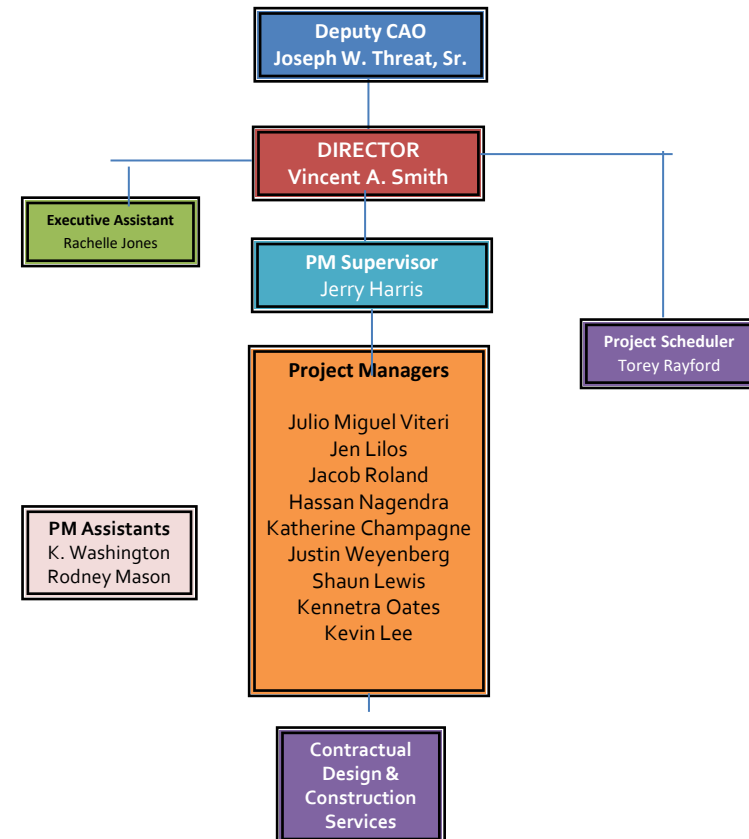 Deputy CAO
Joseph W. Threat, Sr.
DIRECTOR
Vincent A. Smith
Executive Assistant
Rachelle Jones
PM Supervisor
Jerry Harris
Project Scheduler
Torey Rayford
Project Managers
Julio Miguel Viteri
Jen Lilos
Jacob Roland
Hassan Nagendra
Katherine Champagne
Justin Weyenberg
Shaun Lewis
Kennetra Oates
Kevin Lee
PM Assistants
K. Washington
Rodney Mason
Contractual
Design &
Construction
Services